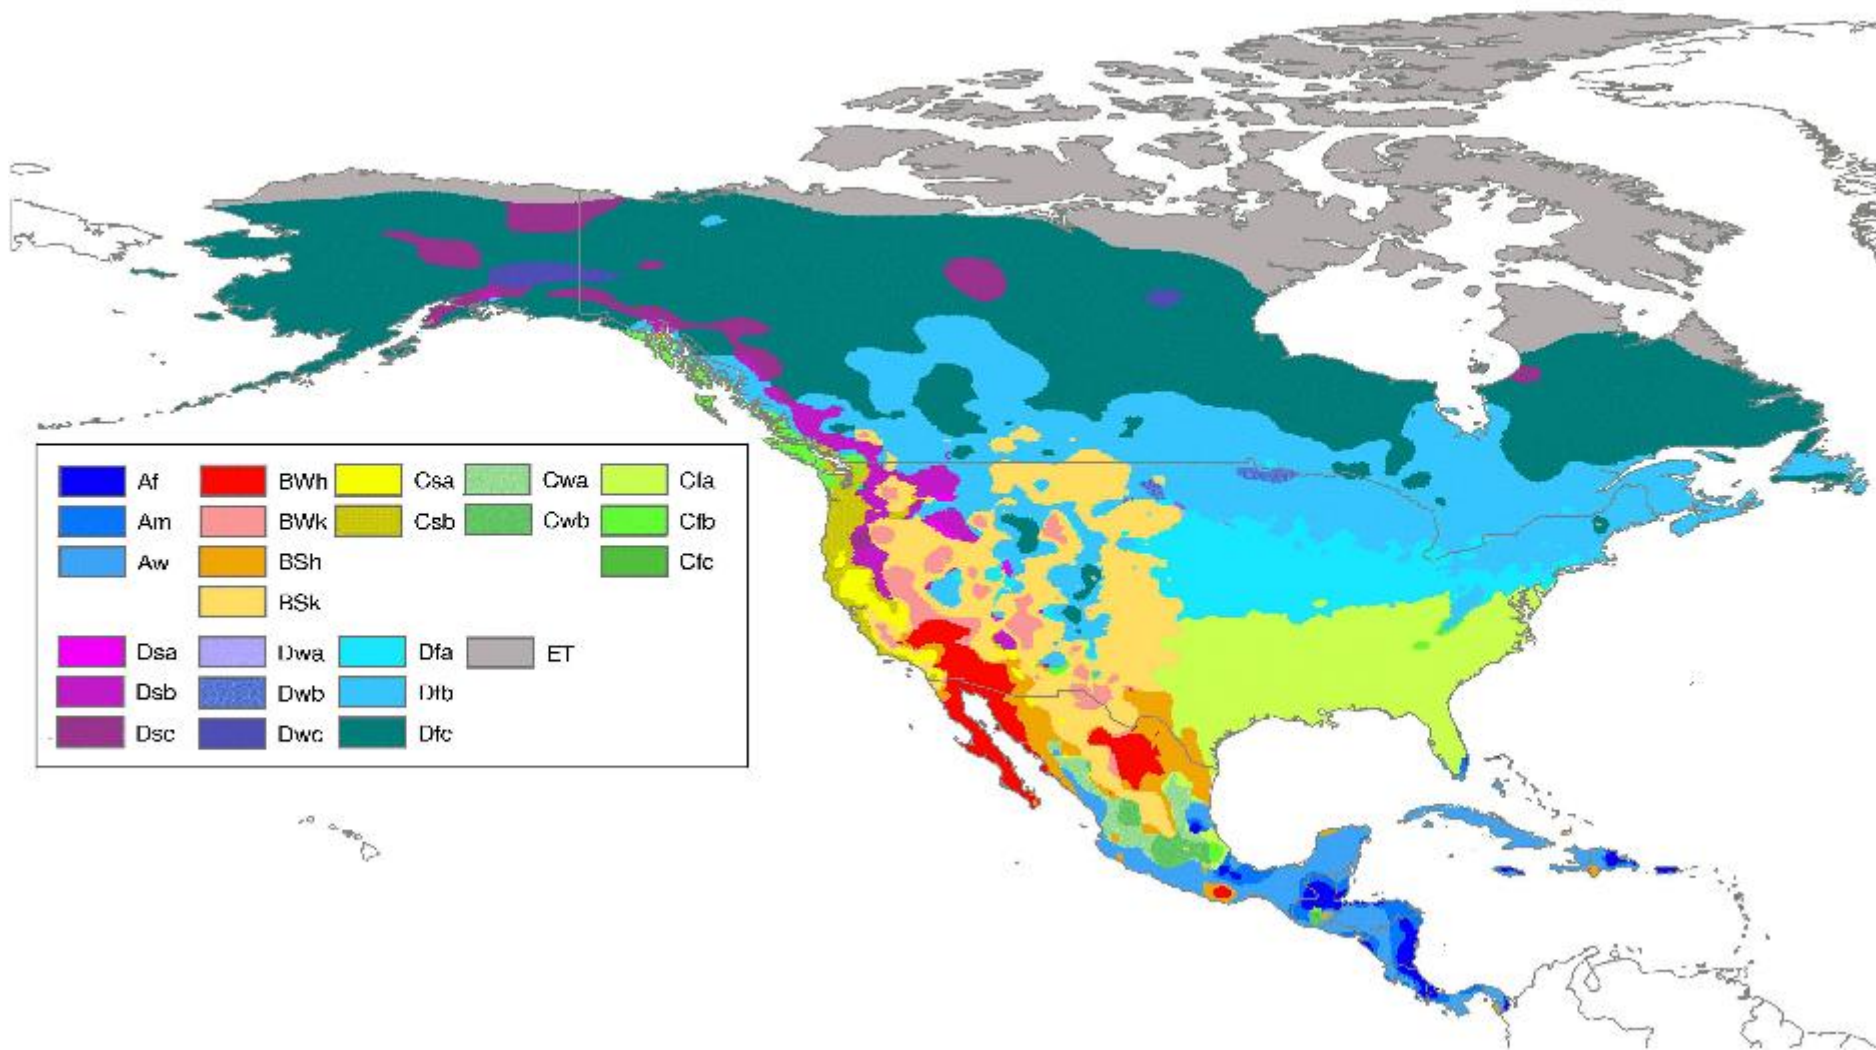 Af BWh Csa Cwa Cfa
Am BWk Csb Cwb Cfb
Aw BSh Cfc
BSk
Dsa Dwa Dfa ET
Dsb Dwb Dfb
Dsc Dwc Dfc